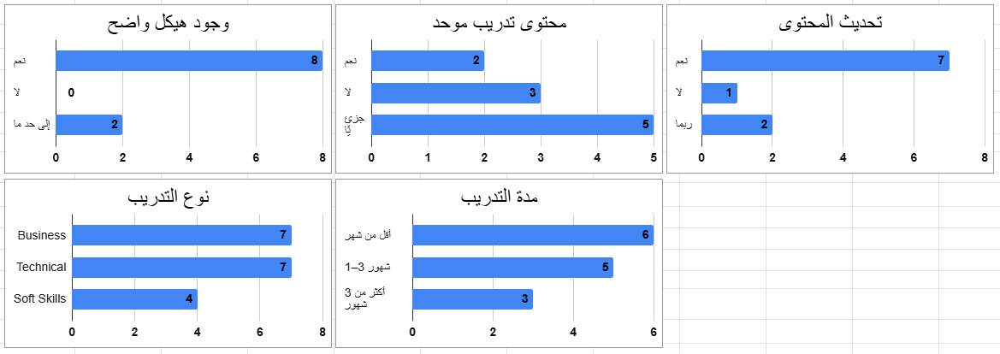 وجود هيكل واضح
نعم
8
لا
0
إلى حد ما
2
0 2 4 6 8
محتوى تدريب موحد
نعم
2
لا
3
جزئ
يًا
5
0 1 2 3 4 5
تحديث المحتوى
نعم
7
لا
1
ربما
2
0 2 4 6 8
نوع التدريب
Business
7
Technical
7
Soft Skills
4
0 2 4 6 8
مدة التدريب
أقل من شهر
6
1–3 شهور
5
أكثر من 3
شهور
3
0 2 4 6